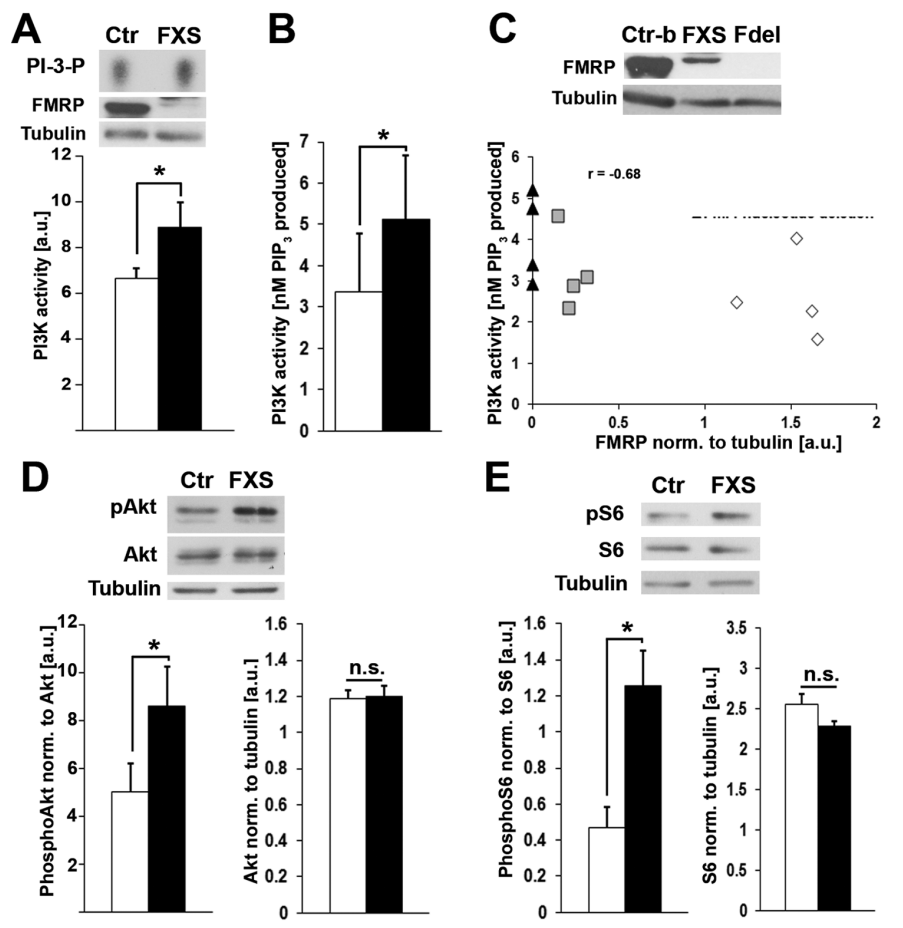 A
Ctr FXS
PI-3-P
FMRP
Tubulin
PI3K activity [a.u.]
12
10
8
6
4
2
*
B
PI3K activity [nM PIP3 produced]
7
6
5
4
3
2
1
0
*
C
Ctr-b FXS Fdel
FMRP
Tubulin
PI3K activity [nM PIP3 produced]
6
5
4
3
2
1
0
r = -0.68
0 0.5 1 1.5 2
FMRP norm. to tubulin [a.u.]
D
Ctr FXS
pAkt
Akt
Tubulin
PhosphoAkt norm. to Akt [a.u.]
12
10
8
6
4
2
*
Akt norm. to tubulin [a.u.]
1.6
1.4
1.2
1
0.8
0.6
0.4
0.2
0
n.s.
E
Ctr FXS
pS6
S6
Tubulin
PhosphoS6 norm. to S6 [a.u.]
1.6
1.4
1.2
1
0.8
0.6
0.4
0.2
0
*
S6 norm. to tubulin [a.u.]
3.5
3
2.5
2
1.5
1
0.5
0
n.s.